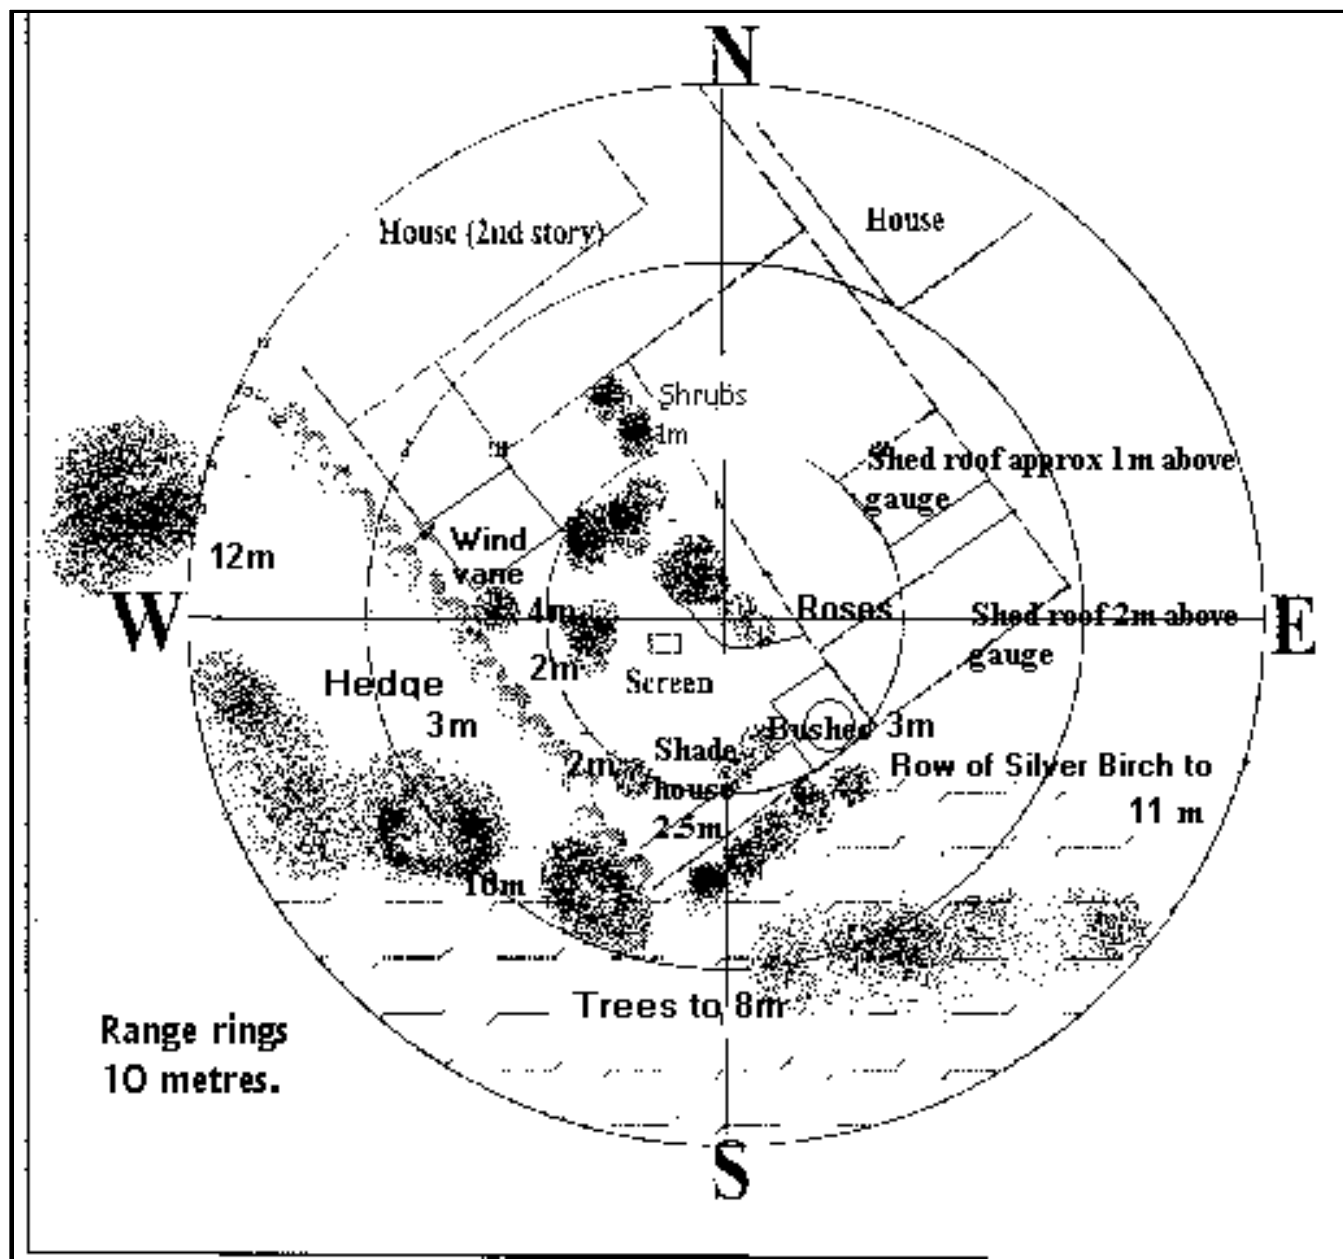 N
House (2nd story)
House
Shrubs
1m
Shed roof approx 1m above
gauge
Wind
vane
12m
W
4m
Roses
Shed roof 2m above
gauge
E
2m
Screen
Hedge
3m
Bushes
3m
2m
Shade
house
2.5m
Row of Silver Birch to
11 m
10m
Trees to 8m
Range rings
10 metres.
S